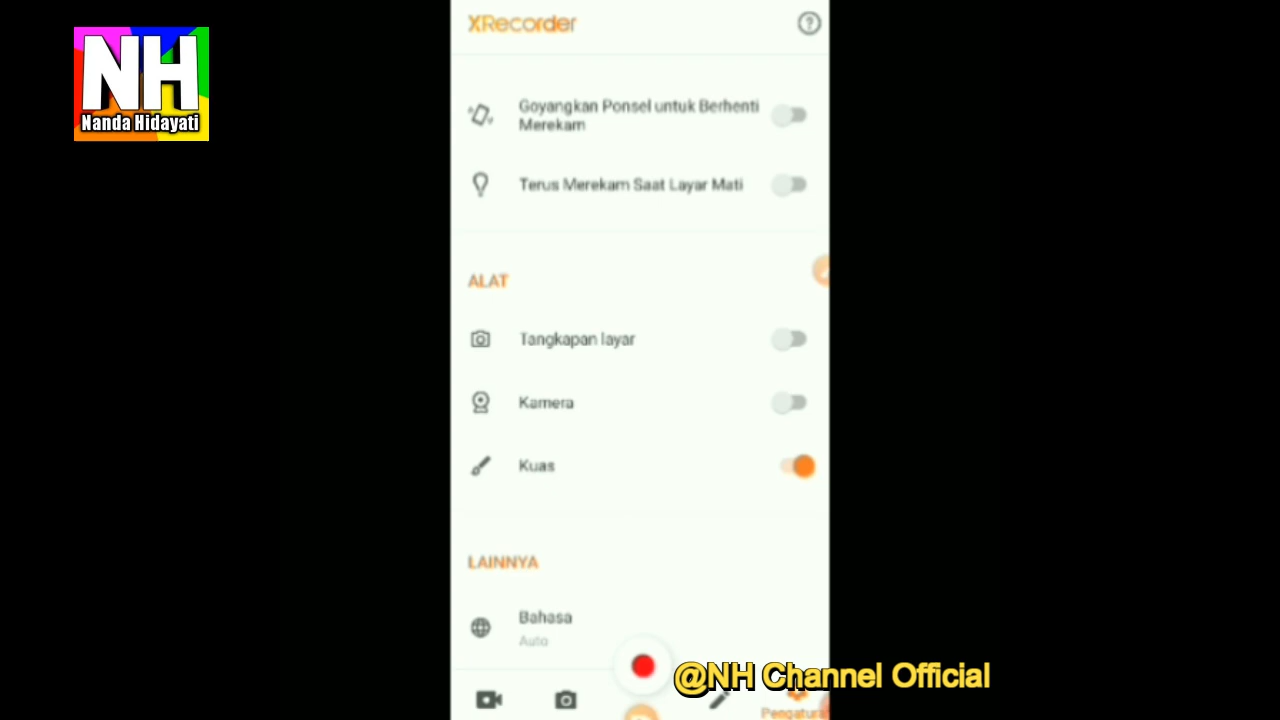 NH
Nanda Hidayati
XRecorder
Goyangkan Ponsel untuk Berhenti
Merekam
Terus Merekam Saat Layar Mati
ALAT
Tangkapan layar
Kamera
Kuas
LAINNYA
Bahasa
Auto
@NH Channel Official